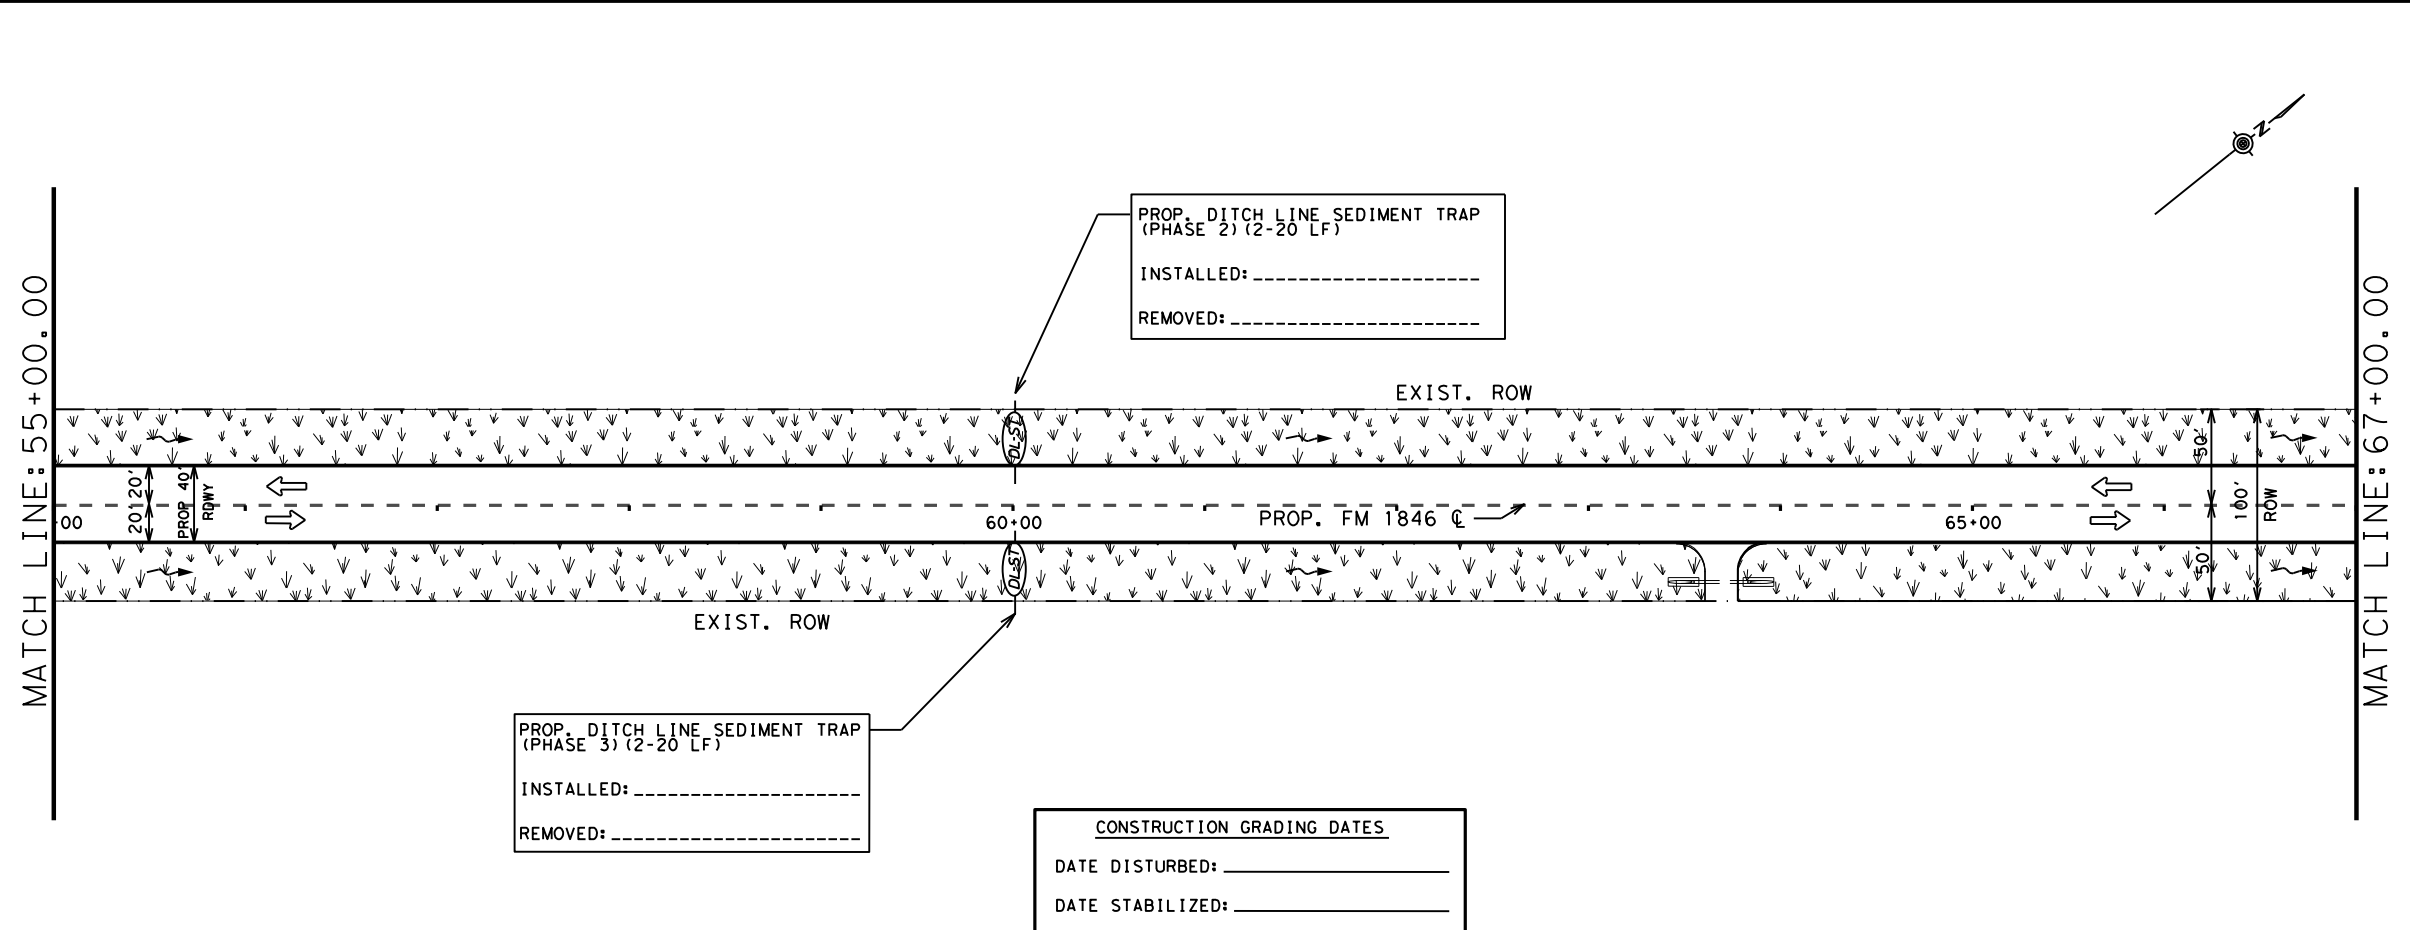 N
PROP. DITCH LINE SEDIMENT TRAP
(PHASE 2)(2-20 LF)
INSTALLED:
REMOVED:
MATCH LINE:55+00.00
MATCH LINE:67+00.00
EXIST. ROW
DL-ST
20'
20'
PROP 40'
RDWY
50'
50'
100'
ROW
+00
60+00
PROP. FM 1846 ℄
65+00
DL-ST
EXIST. ROW
PROP. DITCH LINE SEDIMENT TRAP
(PHASE 3)(2-20 LF)
INSTALLED:
REMOVED:
CONSTRUCTION GRADING DATES
DATE DISTURBED:
DATE STABILIZED: